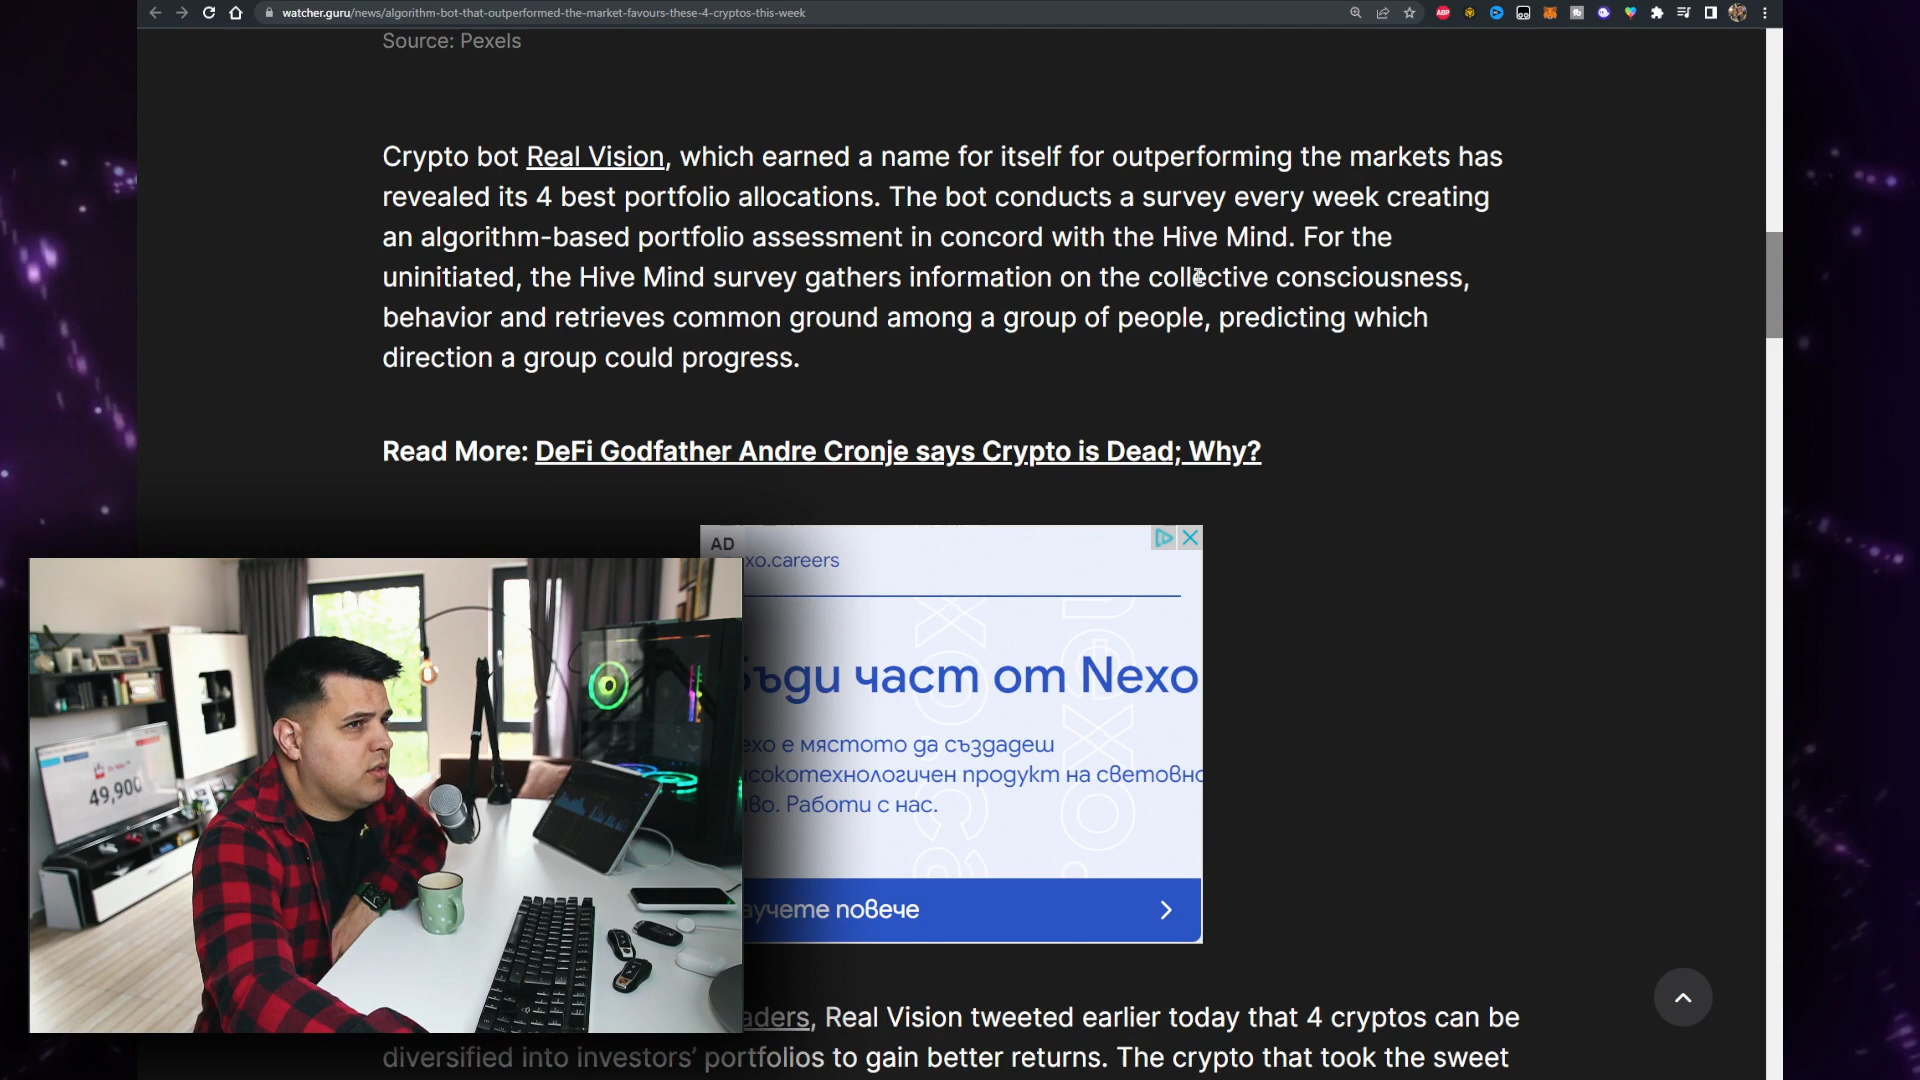 watcher.guru/news/algorithm-bot-that-outperformed-the-market-favours-these-4-cryptos-this-week
ABP
Source: Pexels
Crypto bot Real Vision, which earned a name for itself for outperforming the markets has
revealed its 4 best portfolio allocations. The bot conducts a survey every week creating
an algorithm-based portfolio assessment in concord with the Hive Mind. For the
uninitiated, the Hive Mind survey gathers information on the collective consciousness,
behavior and retrieves common ground among a group of people, predicting which
direction a group could progress.
Read More: DeFi Godfather Andre Cronje says Crypto is Dead; Why?
AD
xo.careers
част от Nexo
е мястото да създадеш
продукт на
Работи с нас.
повече
49,900
Real Vision tweeted earlier today that 4 cryptos can be
diversified into investors’ portfolios to gain better returns. The crypto that took the sweet